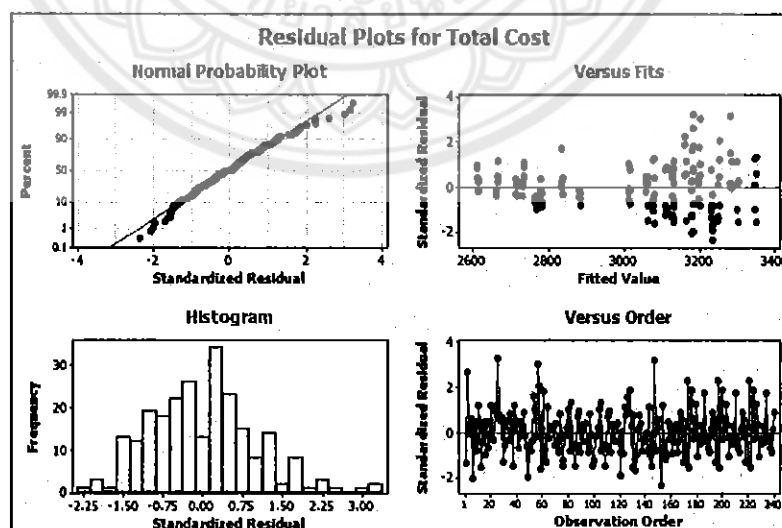 Residual Plots for Total Cost
Normal Probability Plot
99.9
99
90
50
10
1
0.1
Percent
-4 -2 0 2 4
Standardized Residual
Versus Fits
4
2
0
-2
Standardized Residual
2600 2800 3000 3200 3400
Fitted Value
Histogram
30
20
10
0
Frequency
-2.25 -1.50 -0.75 0.00 0.75 1.50 2.25 3.00
Standardized Residual
Versus Order
4
2
0
-2
Standardized Residual
1 20 40 60 80 100 120 140 160 180 200 220 240
Observation Order